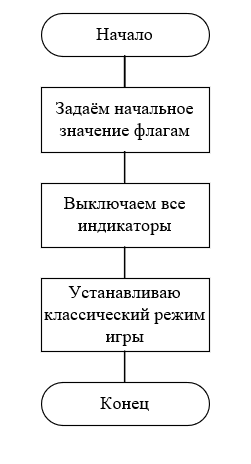 Начало
Задаём начальное
значение флагам
Выключаем все
индикаторы
Устанавливаю
классический режим
игры
Конец